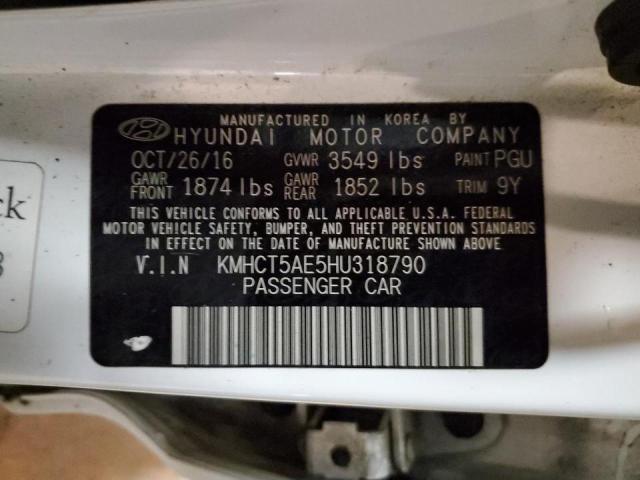 MANUFACTURED IN KOREA BY
HYUNDAI MOTOR COMPANY
OCT/26/16 GVWR 3549 lbs PAINT PGU
GAWR FRONT 1874 lbs GAWR REAR 1852 lbs TRIM 9Y
THIS VEHICLE CONFORMS TO ALL APPLICABLE U.S.A. FEDERAL
MOTOR VEHICLE SAFETY, BUMPER, AND THEFT PREVENTION STANDARDS
IN EFFECT ON THE DATE OF MANUFACTURE SHOWN ABOVE
V.I.N KMHCT5AE5HU318790
PASSENGER CAR